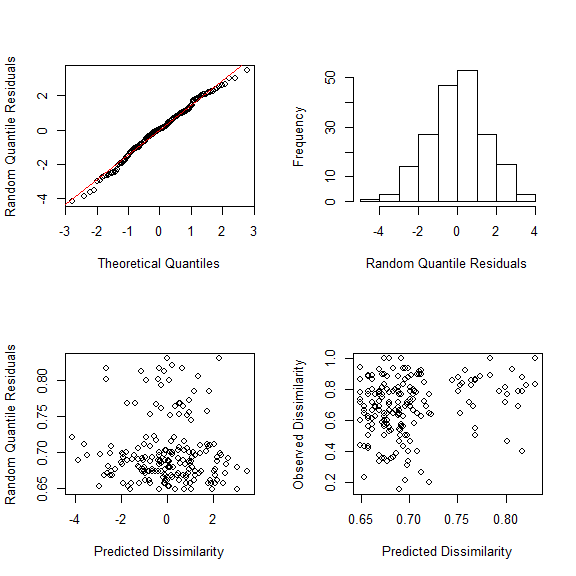 Random Quantile Residuals
-4 -2 0 2
-3 -2 -1 0 1 2 3
Theoretical Quantiles
Frequency
0 10 30 50
-4 -2 0 2 4
Random Quantile Residuals
Random Quantile Residuals
0.65 0.70 0.75 0.80
-4 -2 0 2
Predicted Dissimilarity
Observed Dissimilarity
0.2 0.4 0.6 0.8 1.0
0.65 0.70 0.75 0.80
Predicted Dissimilarity